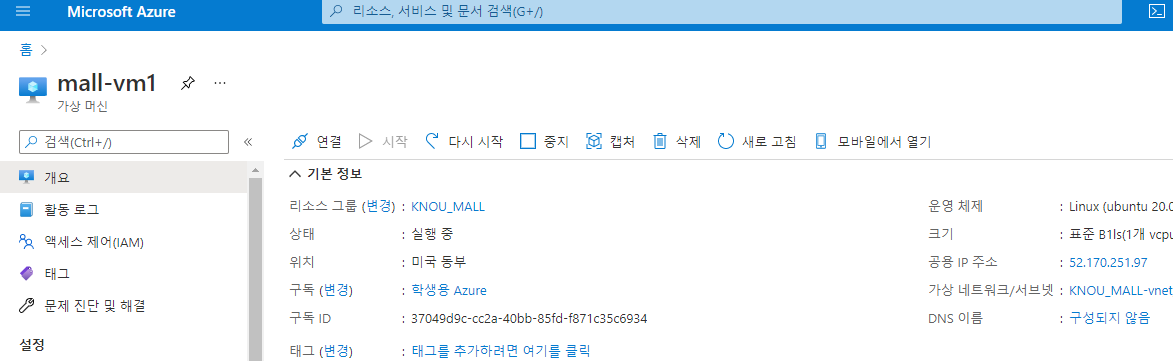 Microsoft Azure
리소스, 서비스 및 문서 검색(G+/)
홈
mall-vm1
가상 머신
검색(Ctrl+/)
연결 시작 다시 시작 중지 캡처 삭제 새로 고침 모바일에서 열기
개요
활동 로그
액세스 제어(IAM)
태그
문제 진단 및 해결
설정
기본 정보
리소스 그룹 (변경) : KNOU_MALL
상태 : 실행 중
위치 : 미국 동부
구독 (변경) : 학생용 Azure
구독 ID : 37049d9c-cc2a-40bb-85fd-f871c35c6934
태그 (변경) : 태그를 추가하려면 여기를 클릭
운영 체제 : Linux (ubuntu 20.0
크기 : 표준 B1ls(1개 vcpu
공용 IP 주소 : 52.170.251.97
가상 네트워크/서브넷 : KNOU_MALL-vnet
DNS 이름 : 구성되지 않음